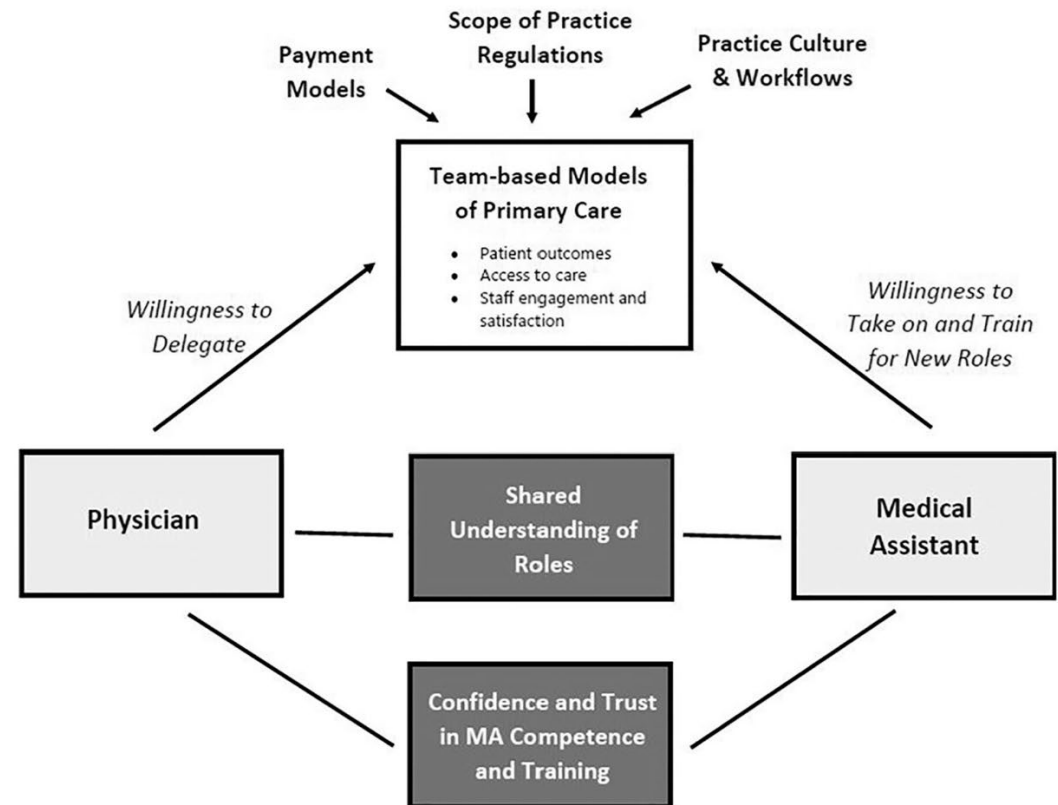 Scope of Practice
Regulations
Payment
Models
Practice Culture
& Workflows
Team-based Models
of Primary Care
• Patient outcomes
• Access to care
• Staff engagement and
satisfaction
Willingness to
Delegate
Willingness to
Take on and Train
for New Roles
Physician
Shared
Understanding of
Roles
Medical
Assistant
Confidence and Trust
in MA Competence
and Training